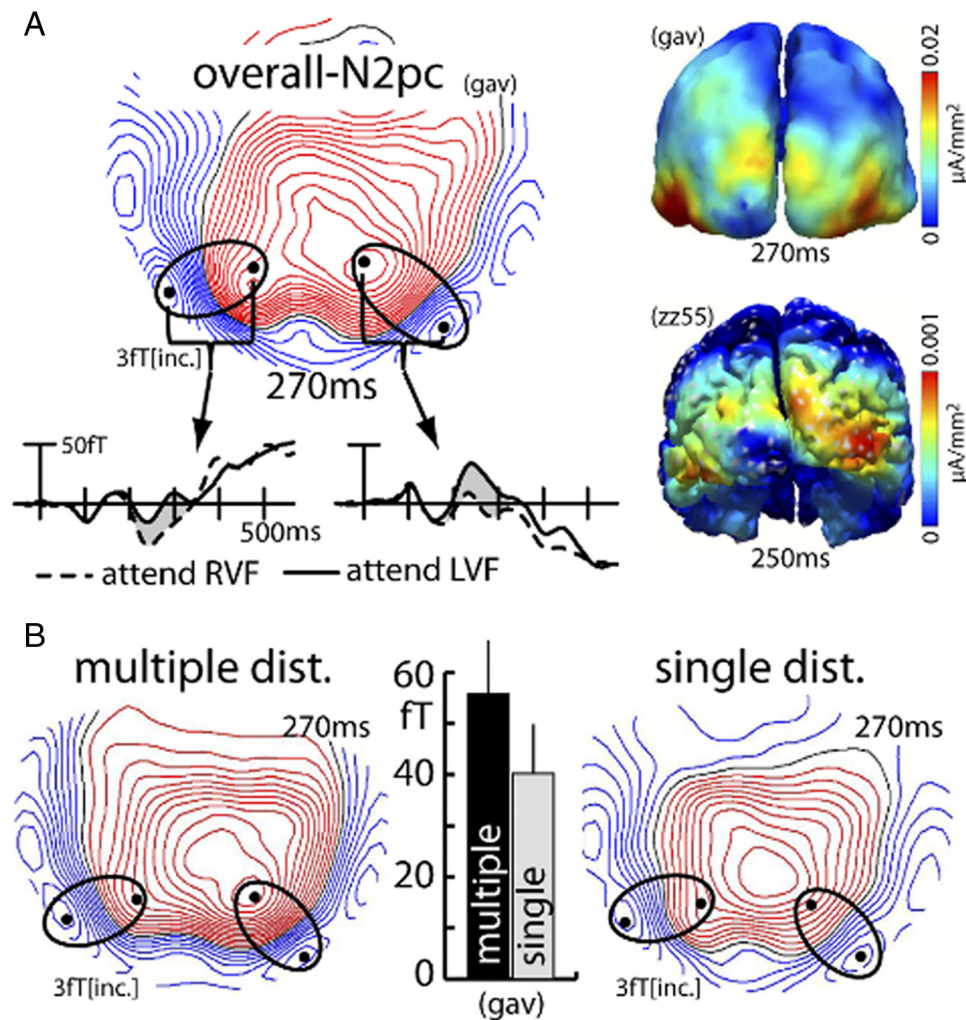 A
overall-N2pc
(gav)
3fT[inc.]
270ms
50fT
500ms
attend RVF
attend LVF
(gav)
0.02
µA/mm²
0
270ms
(zz55)
0.001
µA/mm²
0
250ms
B
multiple dist.
270ms
3fT[inc.]
60
fT
40
20
0
multiple
single
(gav)
single dist.
270ms
3fT[inc.]